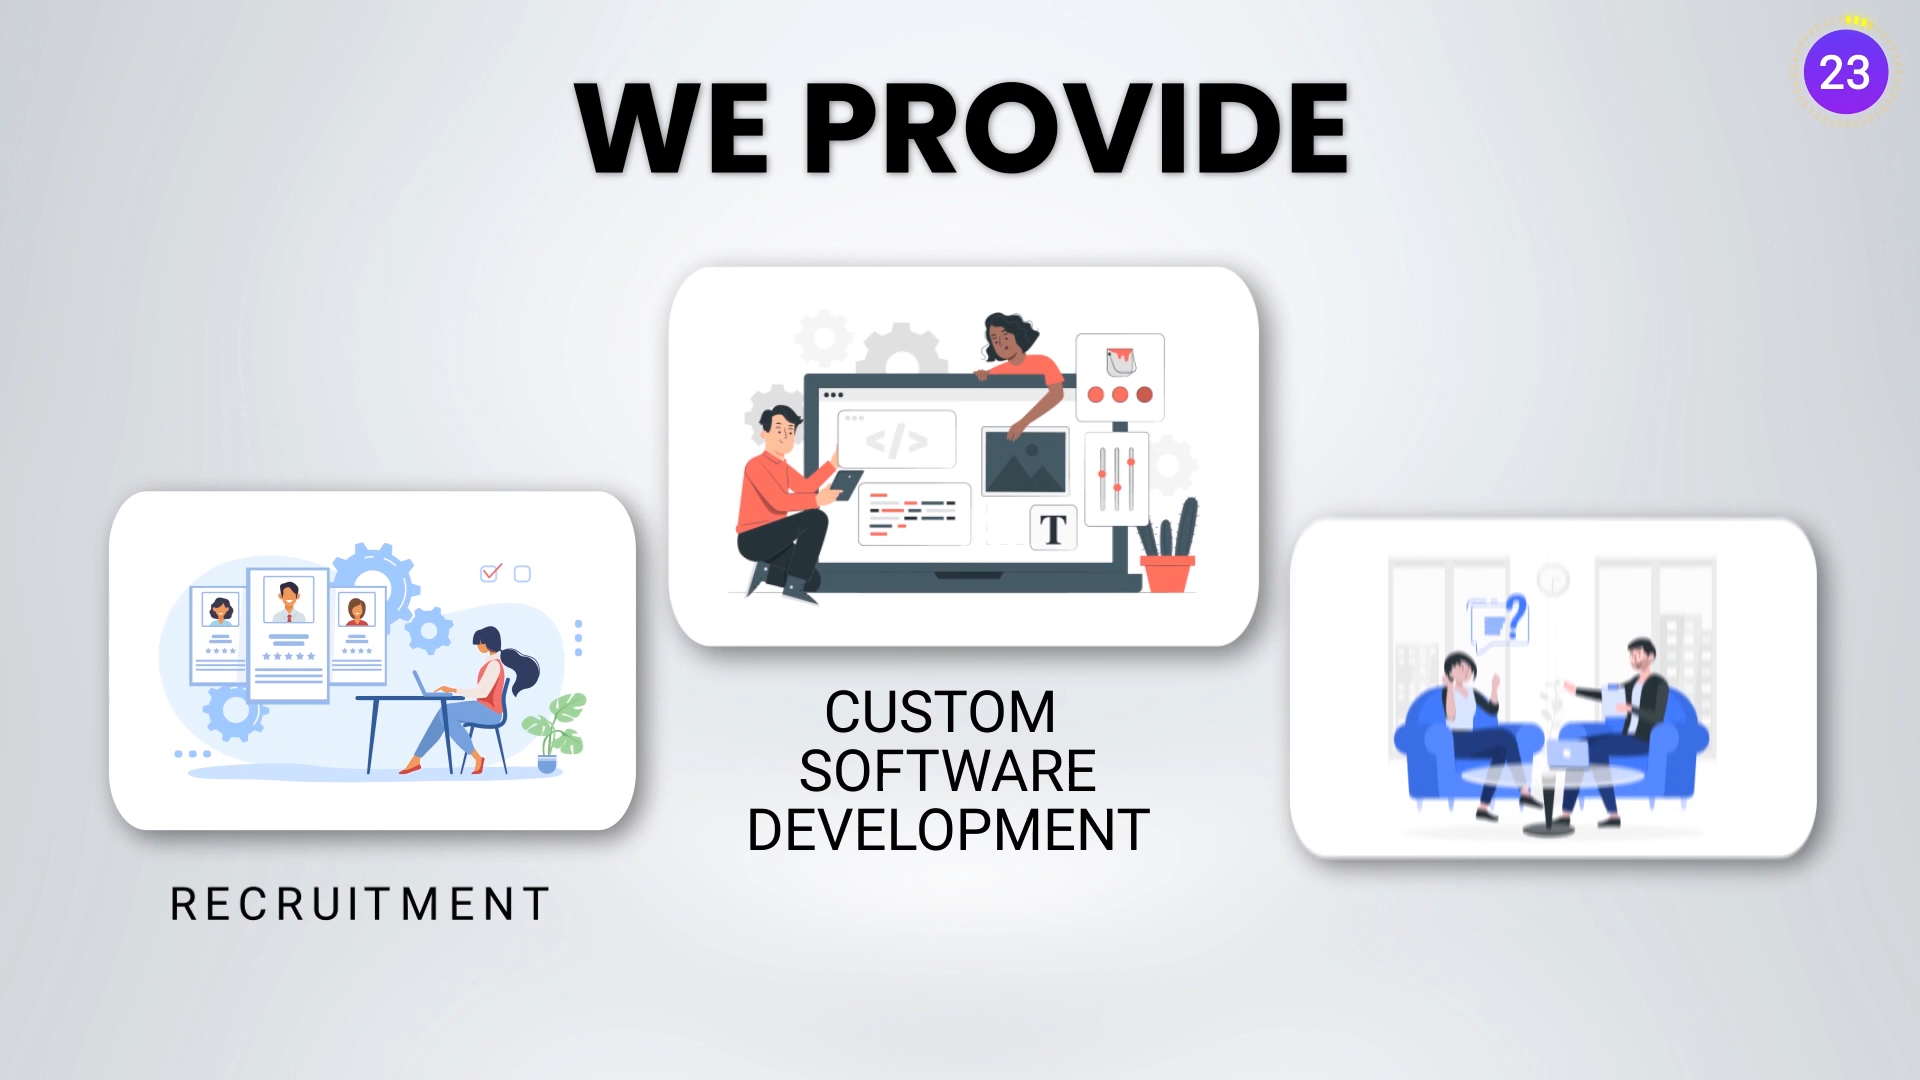 WE PROVIDE
23
</>
T
CUSTOM
SOFTWARE
DEVELOPMENT
RECRUITMENT
?